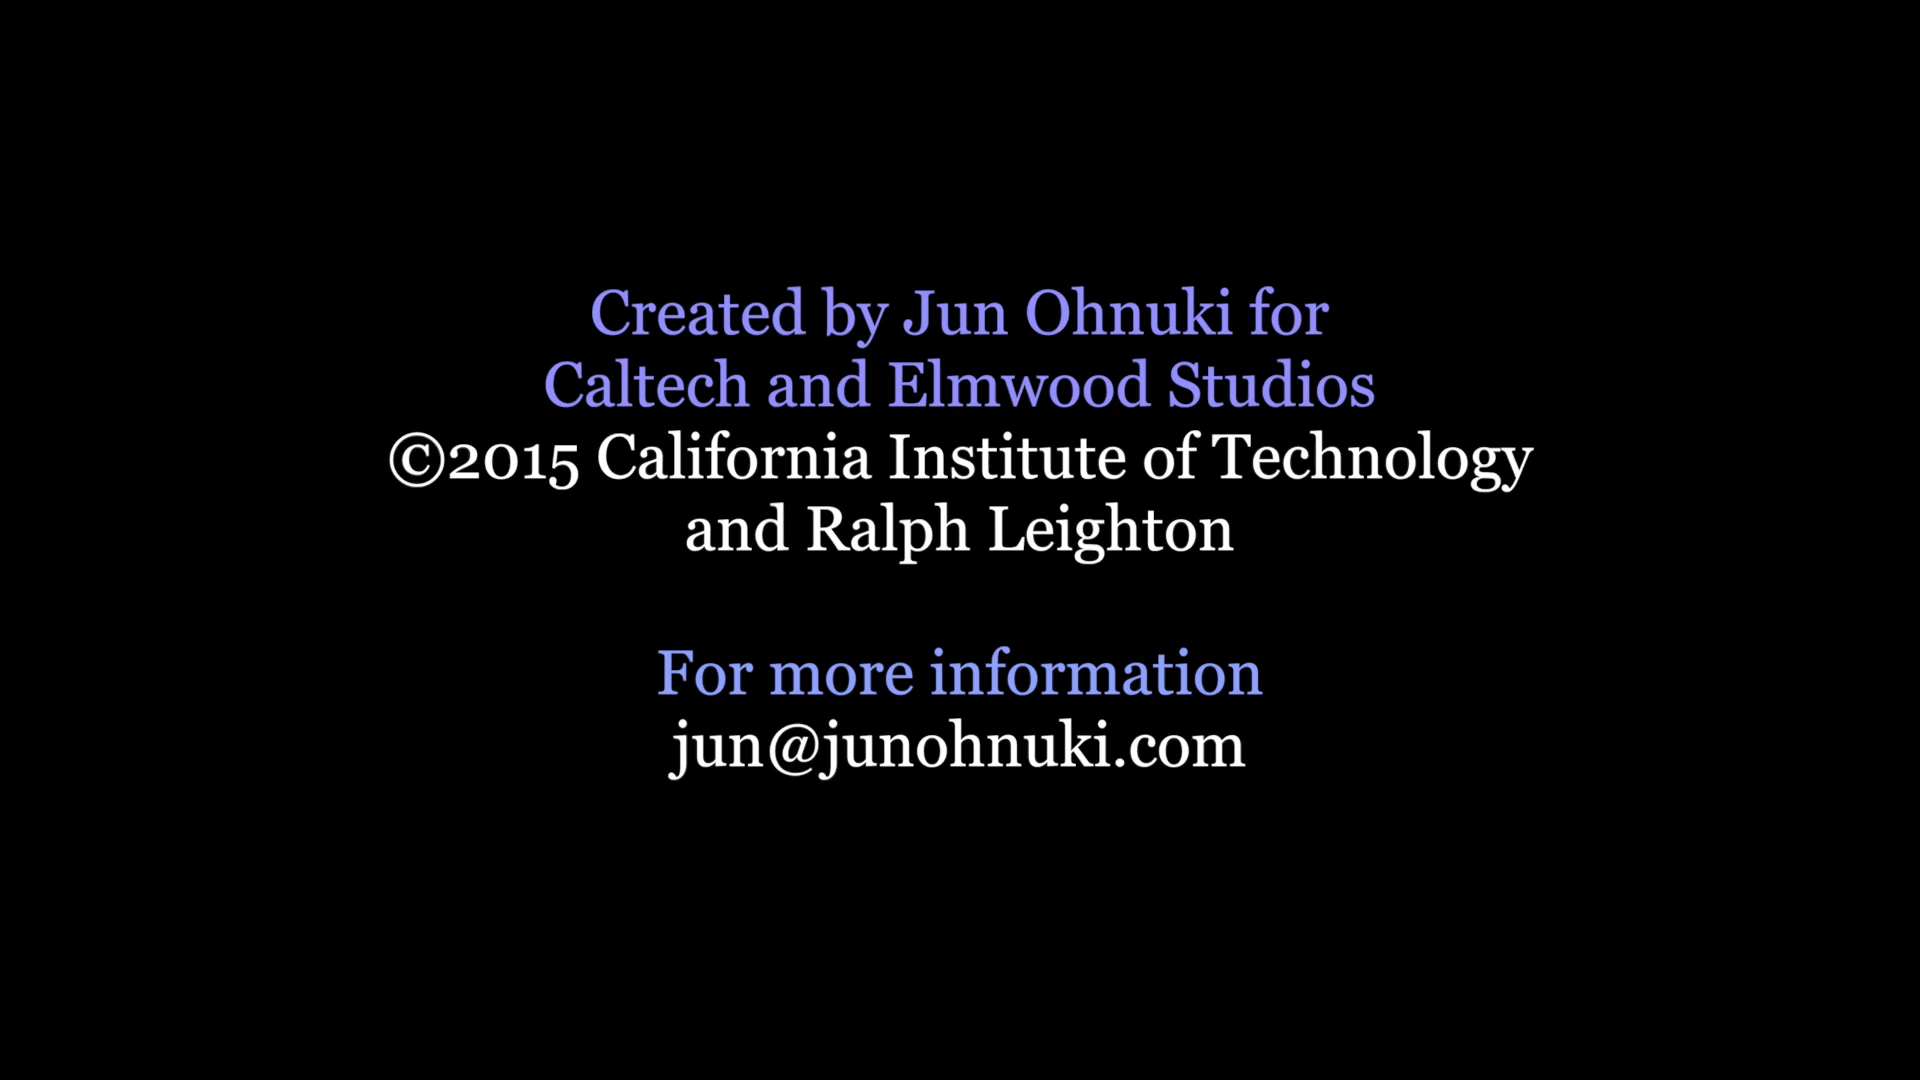 Created by Jun Ohnuki for
Caltech and Elmwood Studios
©2015 California Institute of Technology
and Ralph Leighton
For more information
jun@junohnuki.com